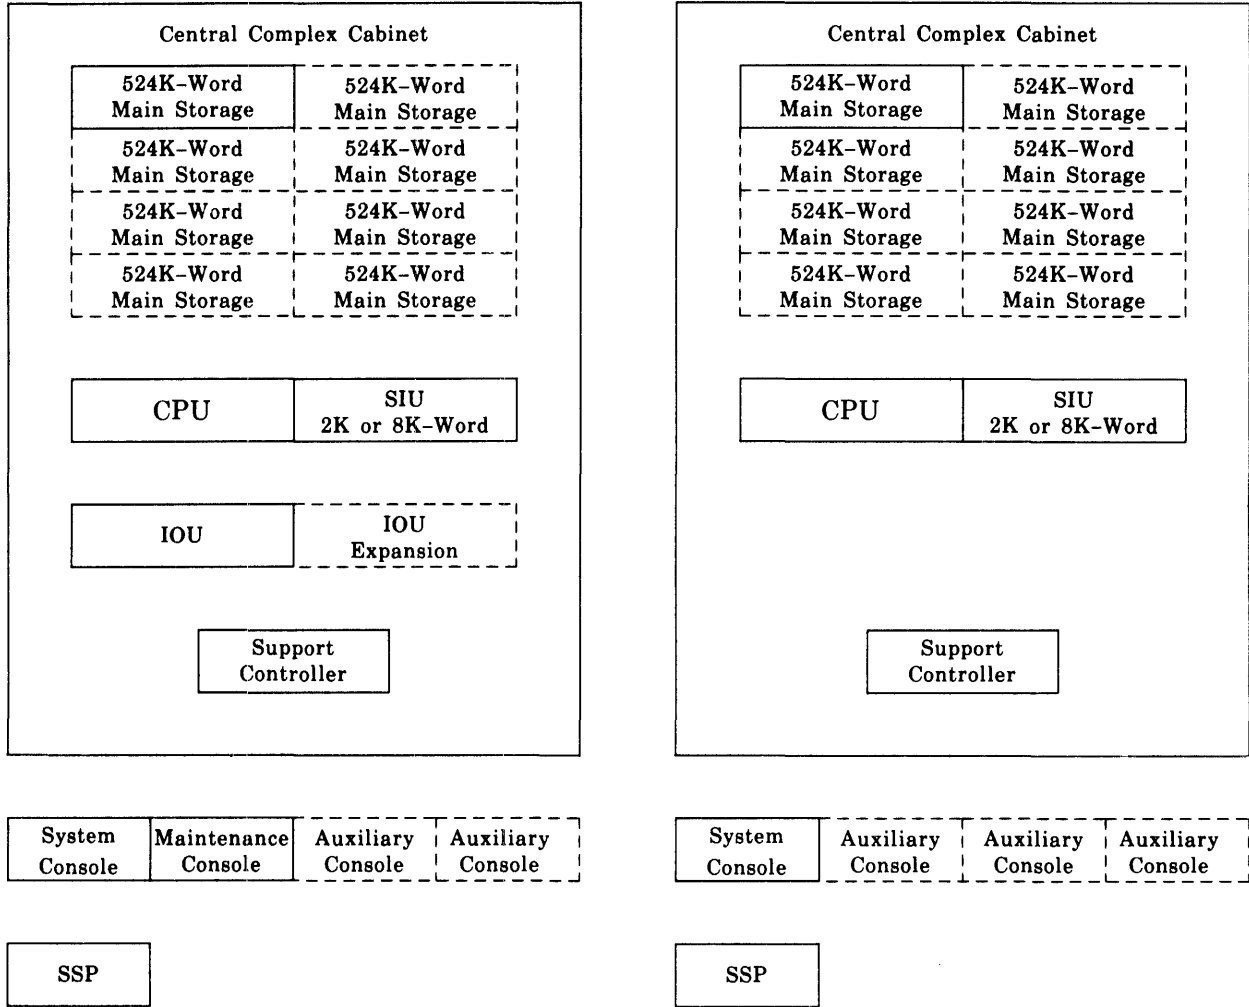 Central Complex Cabinet
524K-Word
Main Storage
524K-Word
Main Storage
524K-Word
Main Storage
524K-Word
Main Storage
524K-Word
Main Storage
524K-Word
Main Storage
524K-Word
Main Storage
524K-Word
Main Storage
CPU
SIU
2K or 8K-Word
IOU
IOU
Expansion
Support
Controller
System
Console
Maintenance
Console
Auxiliary
Console
Auxiliary
Console
SSP
Central Complex Cabinet
524K-Word
Main Storage
524K-Word
Main Storage
524K-Word
Main Storage
524K-Word
Main Storage
524K-Word
Main Storage
524K-Word
Main Storage
524K-Word
Main Storage
524K-Word
Main Storage
CPU
SIU
2K or 8K-Word
Support
Controller
System
Console
Auxiliary
Console
Auxiliary
Console
Auxiliary
Console
SSP